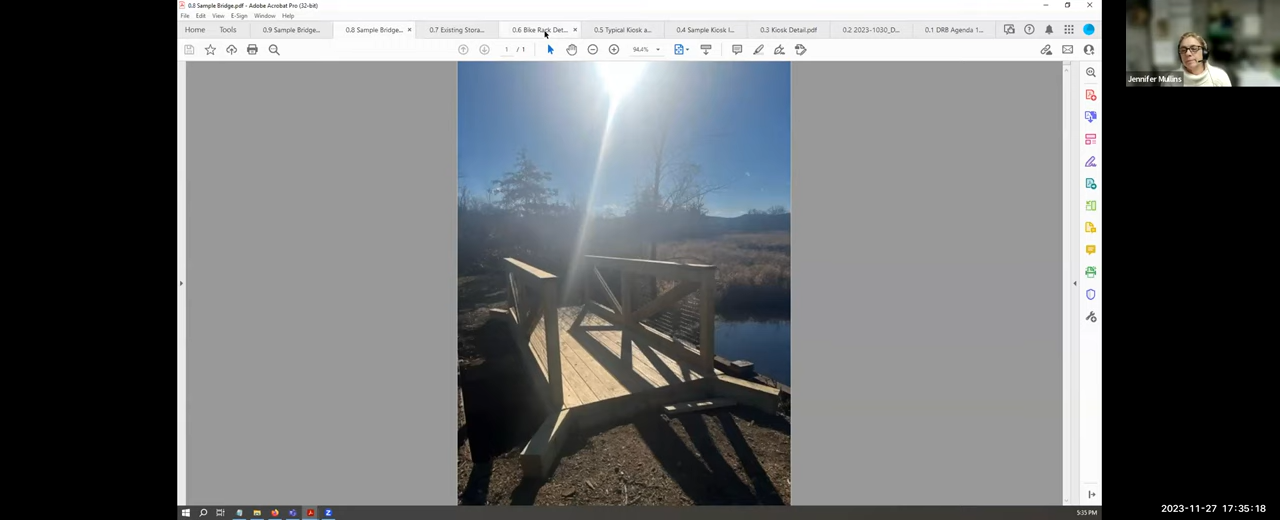 0.8 Sample Bridge.pdf - Adobe Acrobat Pro (32-bit)
File Edit View E-Sign Window Help
Home Tools 0.9 Sample Bridge... 0.8 Sample Bridge... × 0.7 Existing Stora... 0.6 Bike Rack Det... × 0.5 Typical Kiosk a... 0.4 Sample Kiosk I... 0.3 Kiosk Detail.pdf 0.2 2023-1030_D... 0.1 DRB Agenda 1...
1 / 1 94.4%
Jennifer Mullins
5:35 PM
2023-11-27 17:35:18